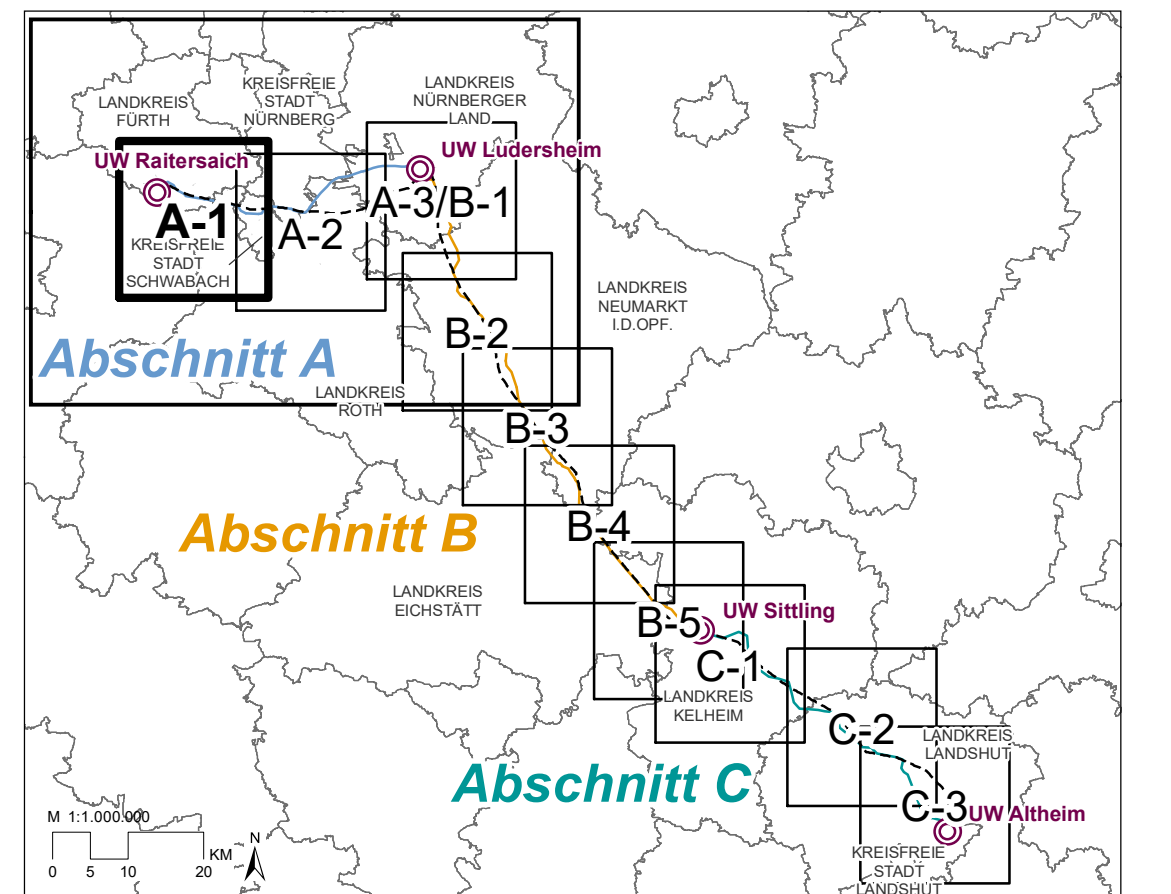 LANDKREIS
FÜRTH
KREISFREIE
STADT
NÜRNBERG
LANDKREIS
NÜRNBERGER
LAND
UW Raitersaich
UW Ludersheim
A-1
A-2
A-3/B-1
KREISFREIE
STADT
SCHWABACH
LANDKREIS
NEUMARKT
I.D.OPF.
B-2
Abschnitt A
LANDKREIS
ROTH
B-3
Abschnitt B
B-4
LANDKREIS
EICHSTÄTT
B-5
UW Sittling
C-1
LANDKREIS
KELHEIM
C-2
LANDKREIS
LANDSHUT
Abschnitt C
C-3
UW Altheim
KREISFREIE
STADT
LANDSHUT
M 1:1.000.000
N
KM
0 5 10 20